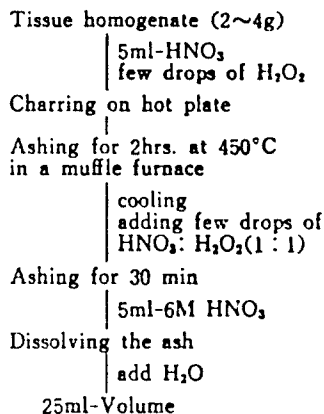 Tissue homogenate (2~4g)
5ml-HNO₃
few drops of H₂O₂
Charring on hot plate
Ashing for 2hrs. at 450°C
in a muffle furnace
cooling
adding few drops of
HNO₃: H₂O₂(1 : 1)
Ashing for 30 min
5ml-6M HNO₃
Dissolving the ash
add H₂O
25ml-Volume